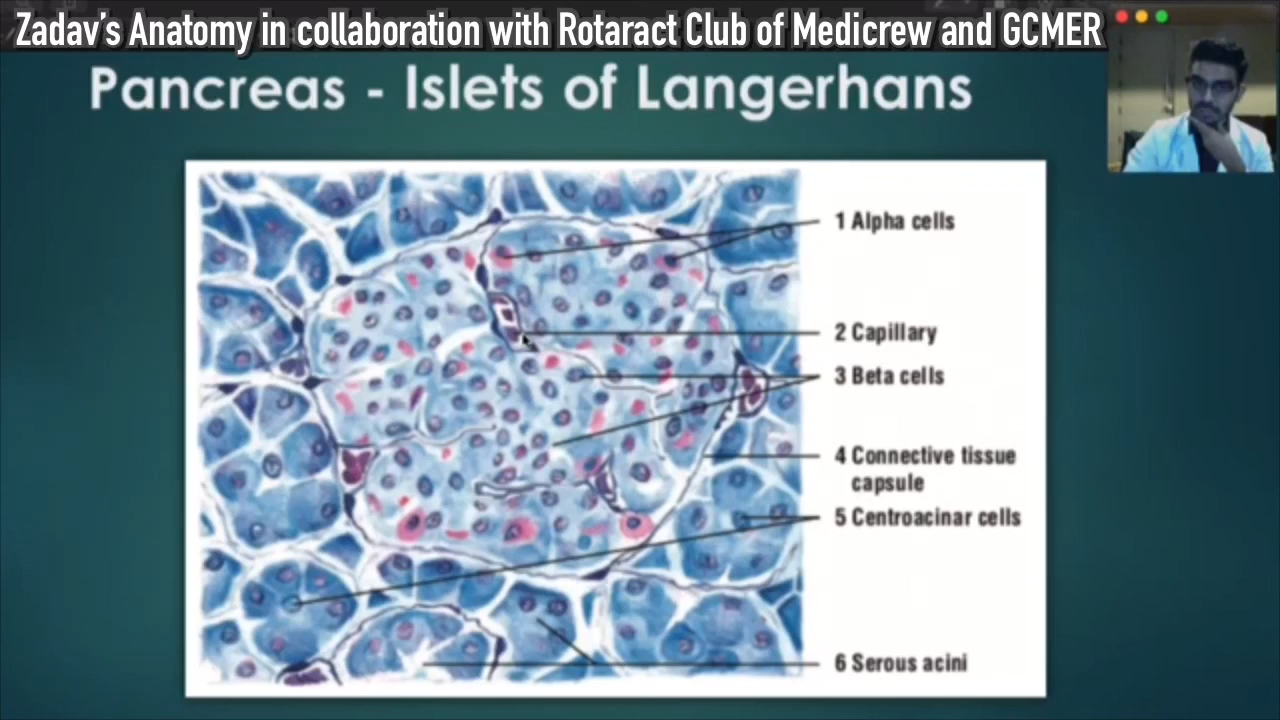 Zadav's Anatomy in collaboration with Rotaract Club of Medicrew and GCMER
Pancreas - Islets of Langerhans
1 Alpha cells
2 Capillary
3 Beta cells
4 Connective tissue
capsule
5 Centroacinar cells
6 Serous acini